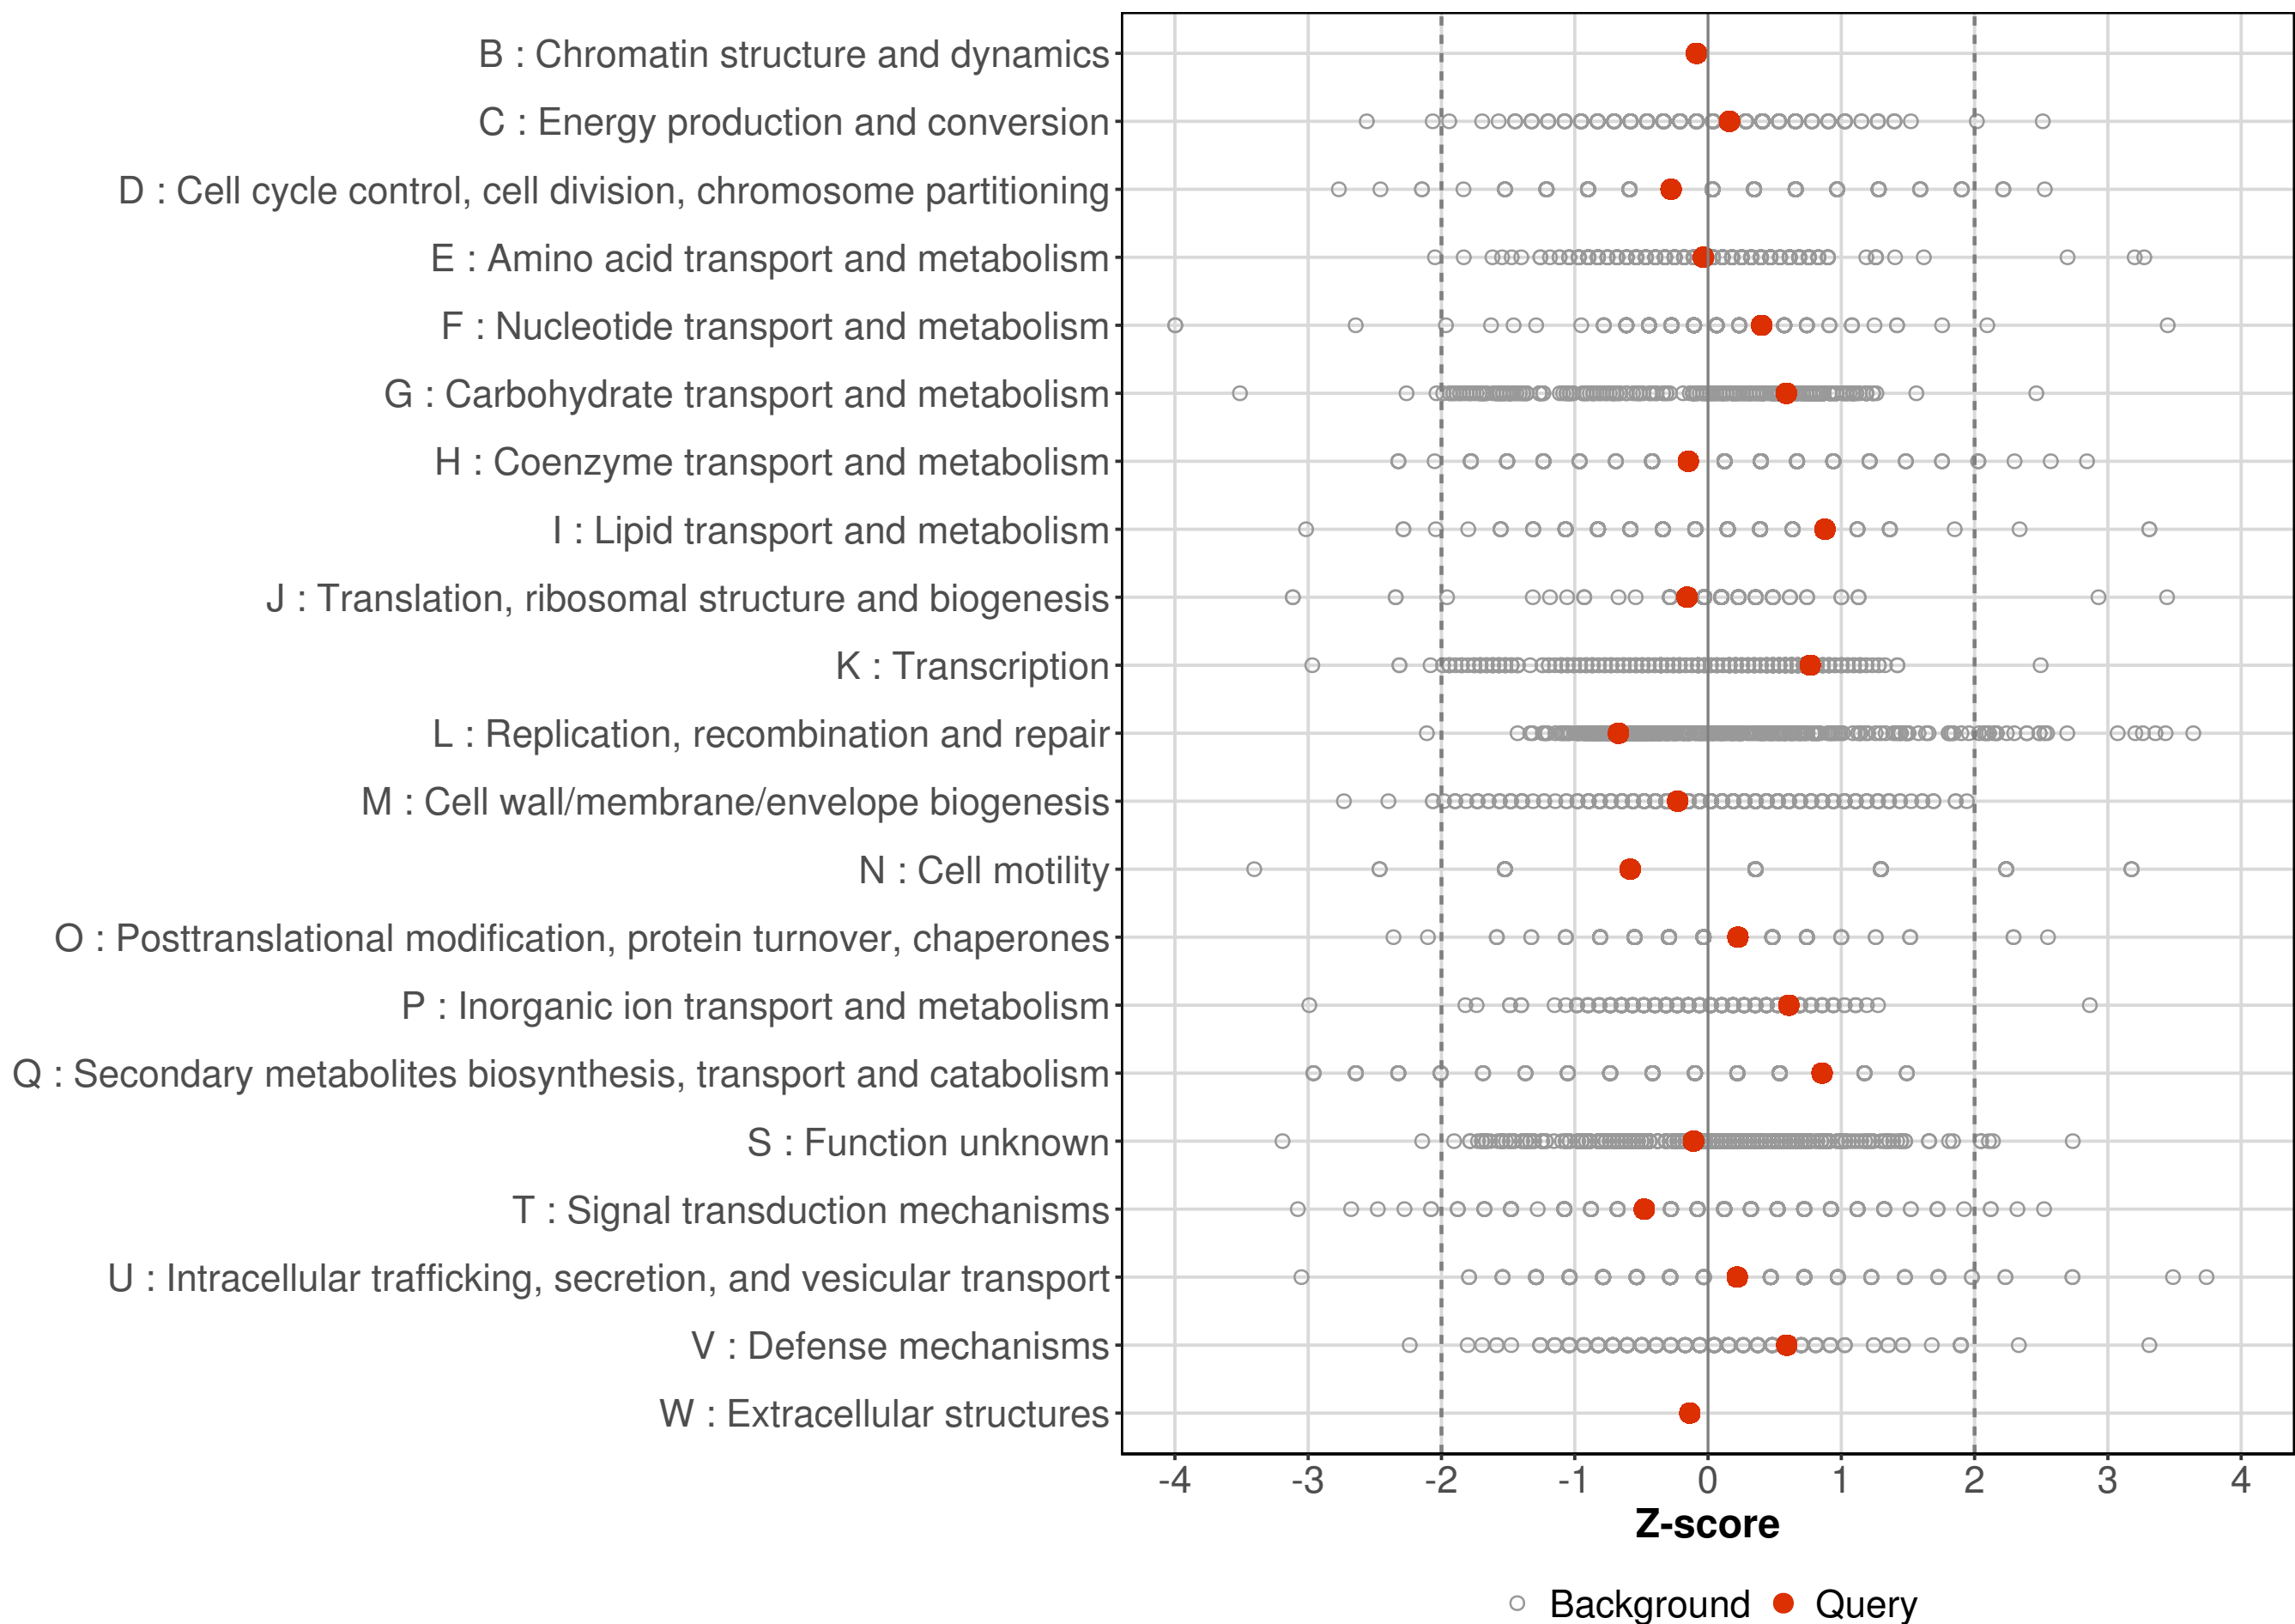 B : Chromatin structure and dynamics
C : Energy production and conversion
D : Cell cycle control, cell division, chromosome partitioning
E : Amino acid transport and metabolism
F : Nucleotide transport and metabolism
G : Carbohydrate transport and metabolism
H : Coenzyme transport and metabolism
I : Lipid transport and metabolism
J : Translation, ribosomal structure and biogenesis
K : Transcription
L : Replication, recombination and repair
M : Cell wall/membrane/envelope biogenesis
N : Cell motility
O : Posttranslational modification, protein turnover, chaperones
P : Inorganic ion transport and metabolism
Q : Secondary metabolites biosynthesis, transport and catabolism
S : Function unknown
T : Signal transduction mechanisms
U : Intracellular trafficking, secretion, and vesicular transport
V : Defense mechanisms
W : Extracellular structures
-4 -3 -2 -1 0 1 2 3 4
Z-score
Background Query